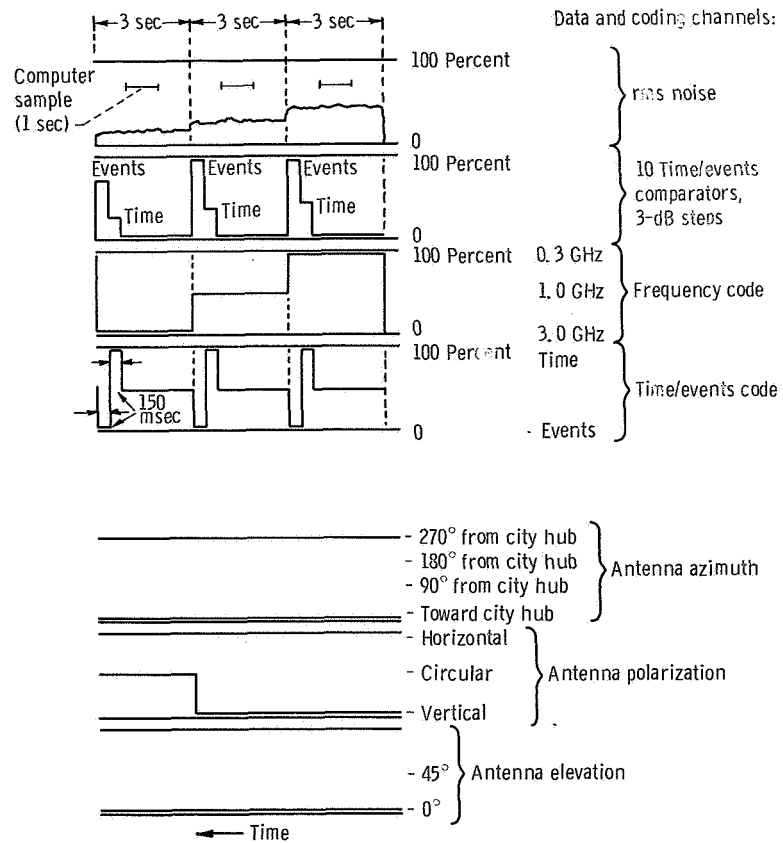 Data and coding channels:
3 sec 3 sec 3 sec
100 Percent
Computer
sample
(1 sec)
rms noise
0
100 Percent
Events Events Events
Time Time Time
10 Time/events
comparators,
3-dB steps
0
100 Percent 0.3 GHz
1.0 GHz
Frequency code
0 3.0 GHz
100 Percent Time
150
msec
Time/events code
0 - Events
- 270° from city hub
- 180° from city hub
- 90° from city hub
Antenna azimuth
- Toward city hub
- Horizontal
- Circular
Antenna polarization
- Vertical
- 45°
Antenna elevation
- 0°
Time